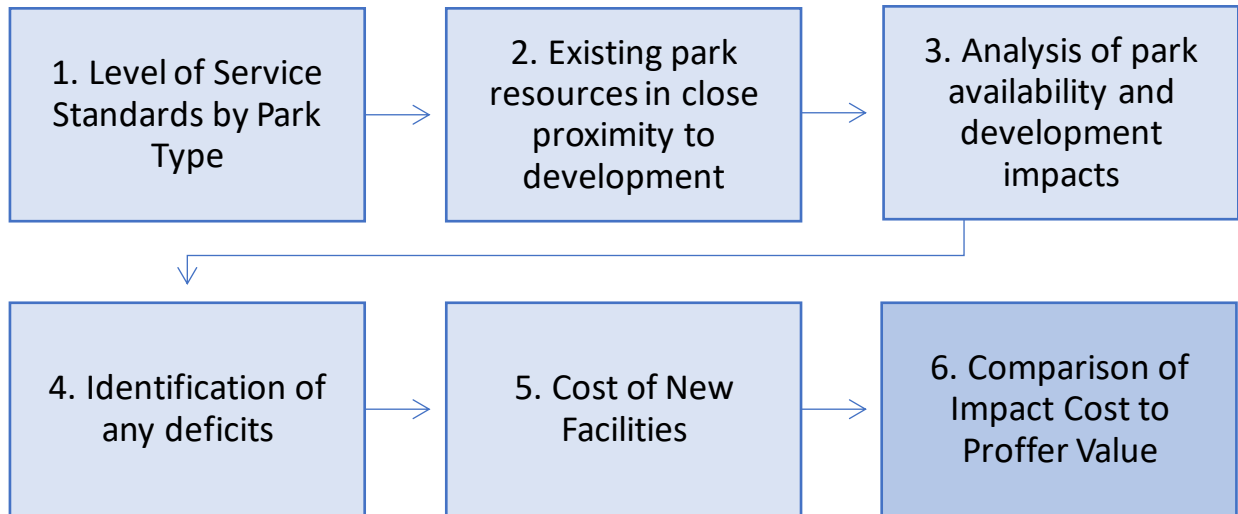 1. Level of Service
Standards by Park
Type
2. Existing park
resources in close
proximity to
development
3. Analysis of park
availability and
development
impacts
4. Identification of
any deficits
5. Cost of New
Facilities
6. Comparison of
Impact Cost to
Proffer Value